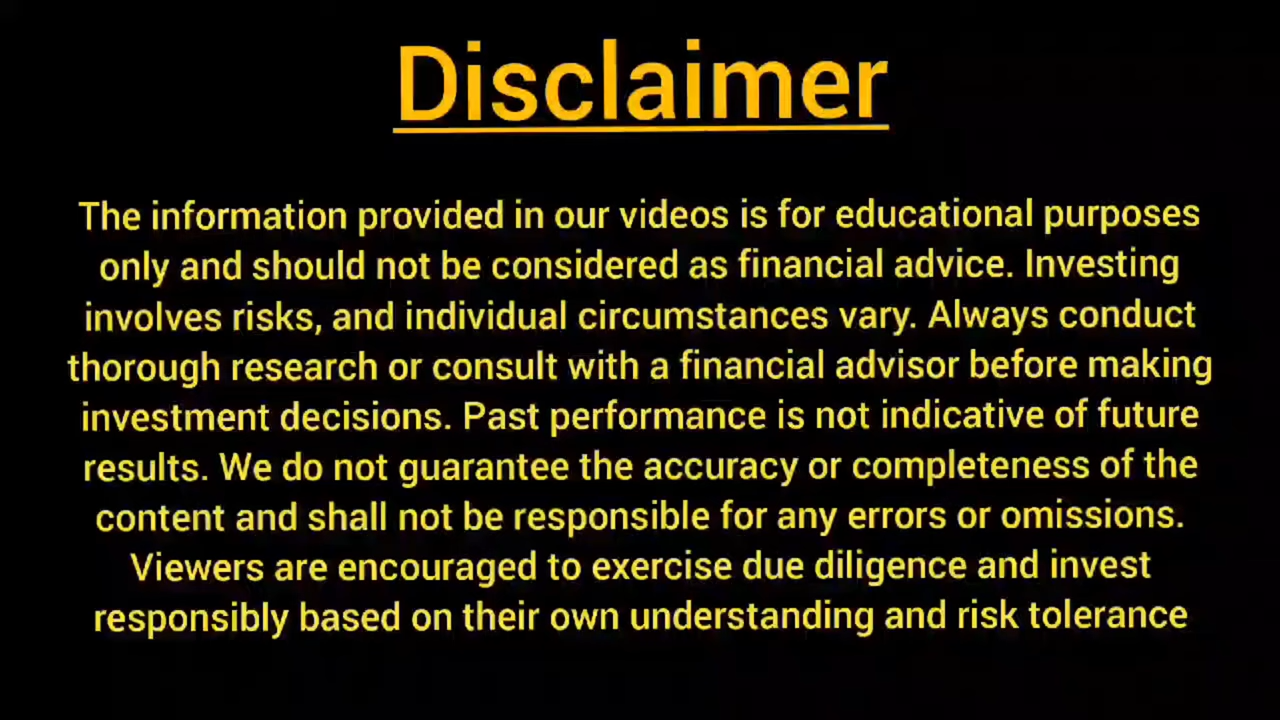 Disclaimer
The information provided in our videos is for educational purposes
only and should not be considered as financial advice. Investing
involves risks, and individual circumstances vary. Always conduct
thorough research or consult with a financial advisor before making
investment decisions. Past performance is not indicative of future
results. We do not guarantee the accuracy or completeness of the
content and shall not be responsible for any errors or omissions.
Viewers are encouraged to exercise due diligence and invest
responsibly based on their own understanding and risk tolerance